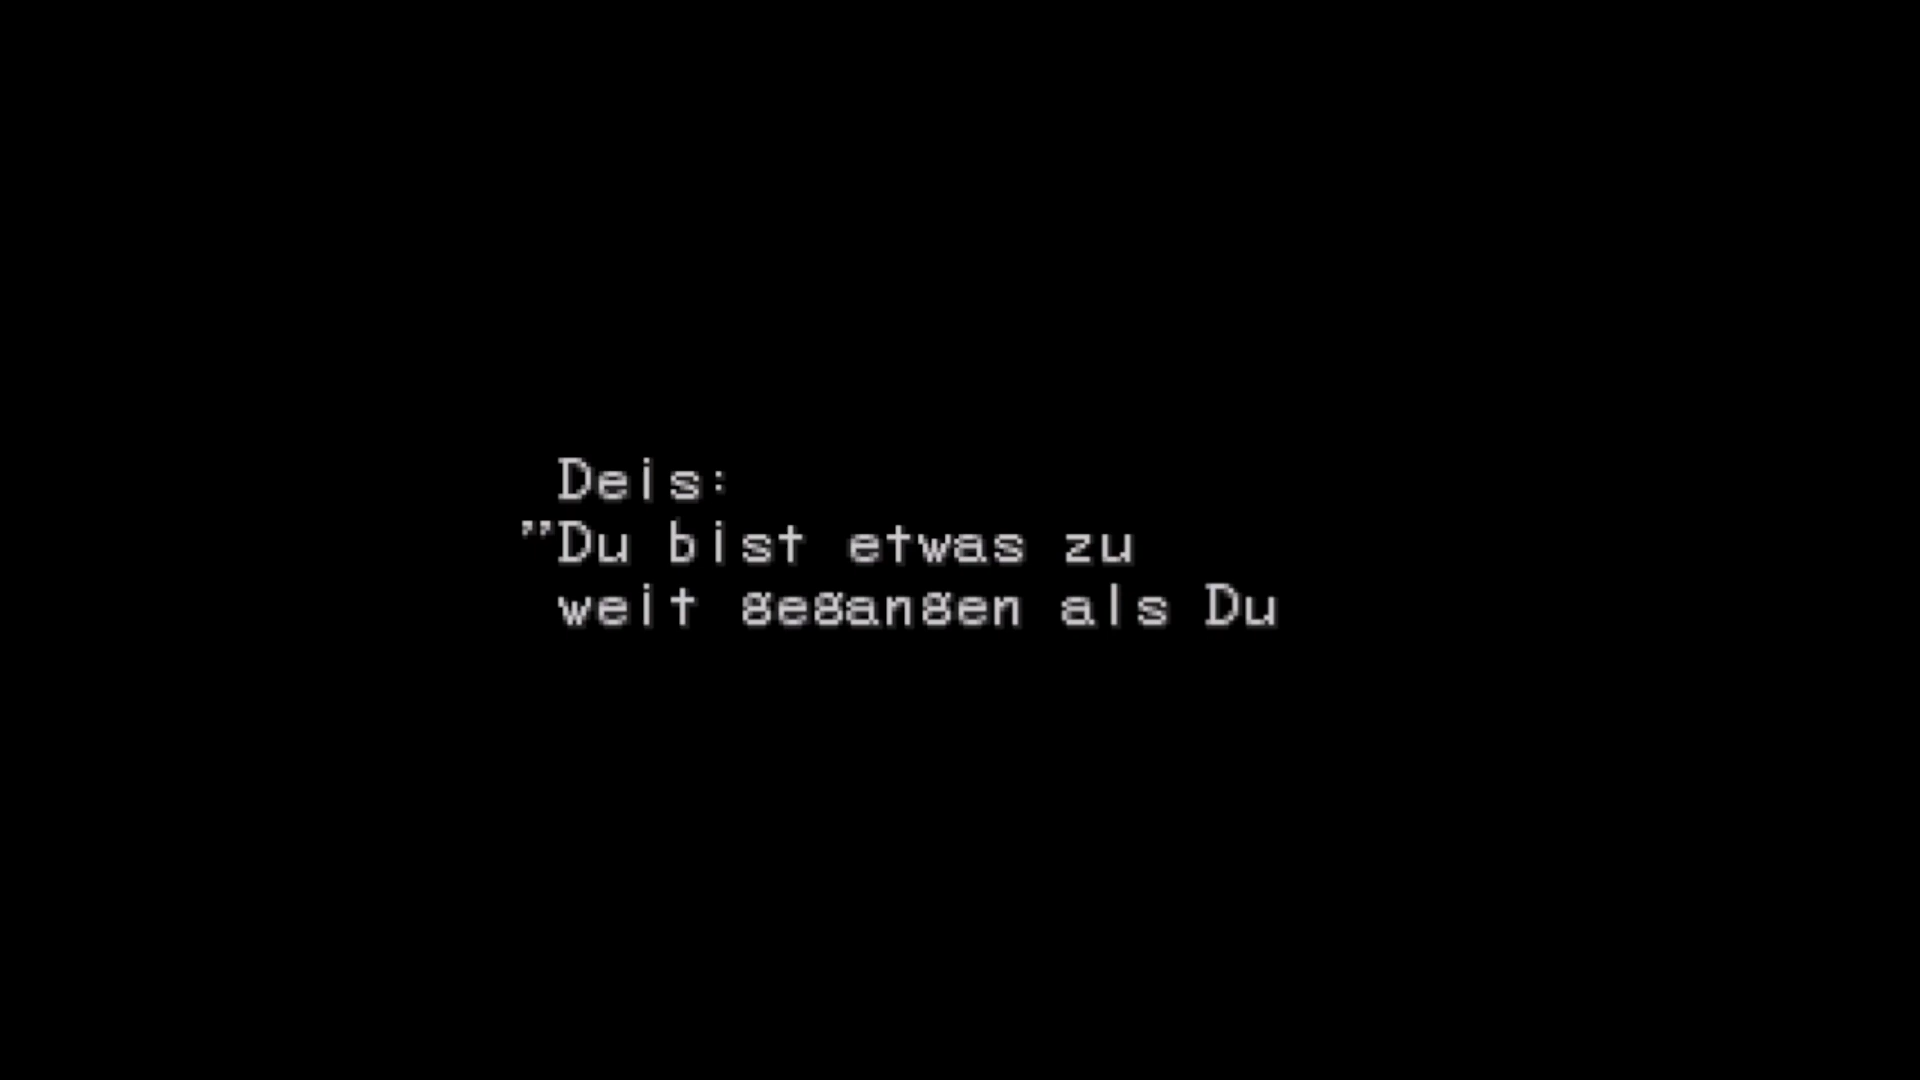 Deis:
"Du bist etwas zu
weit gegangen als Du